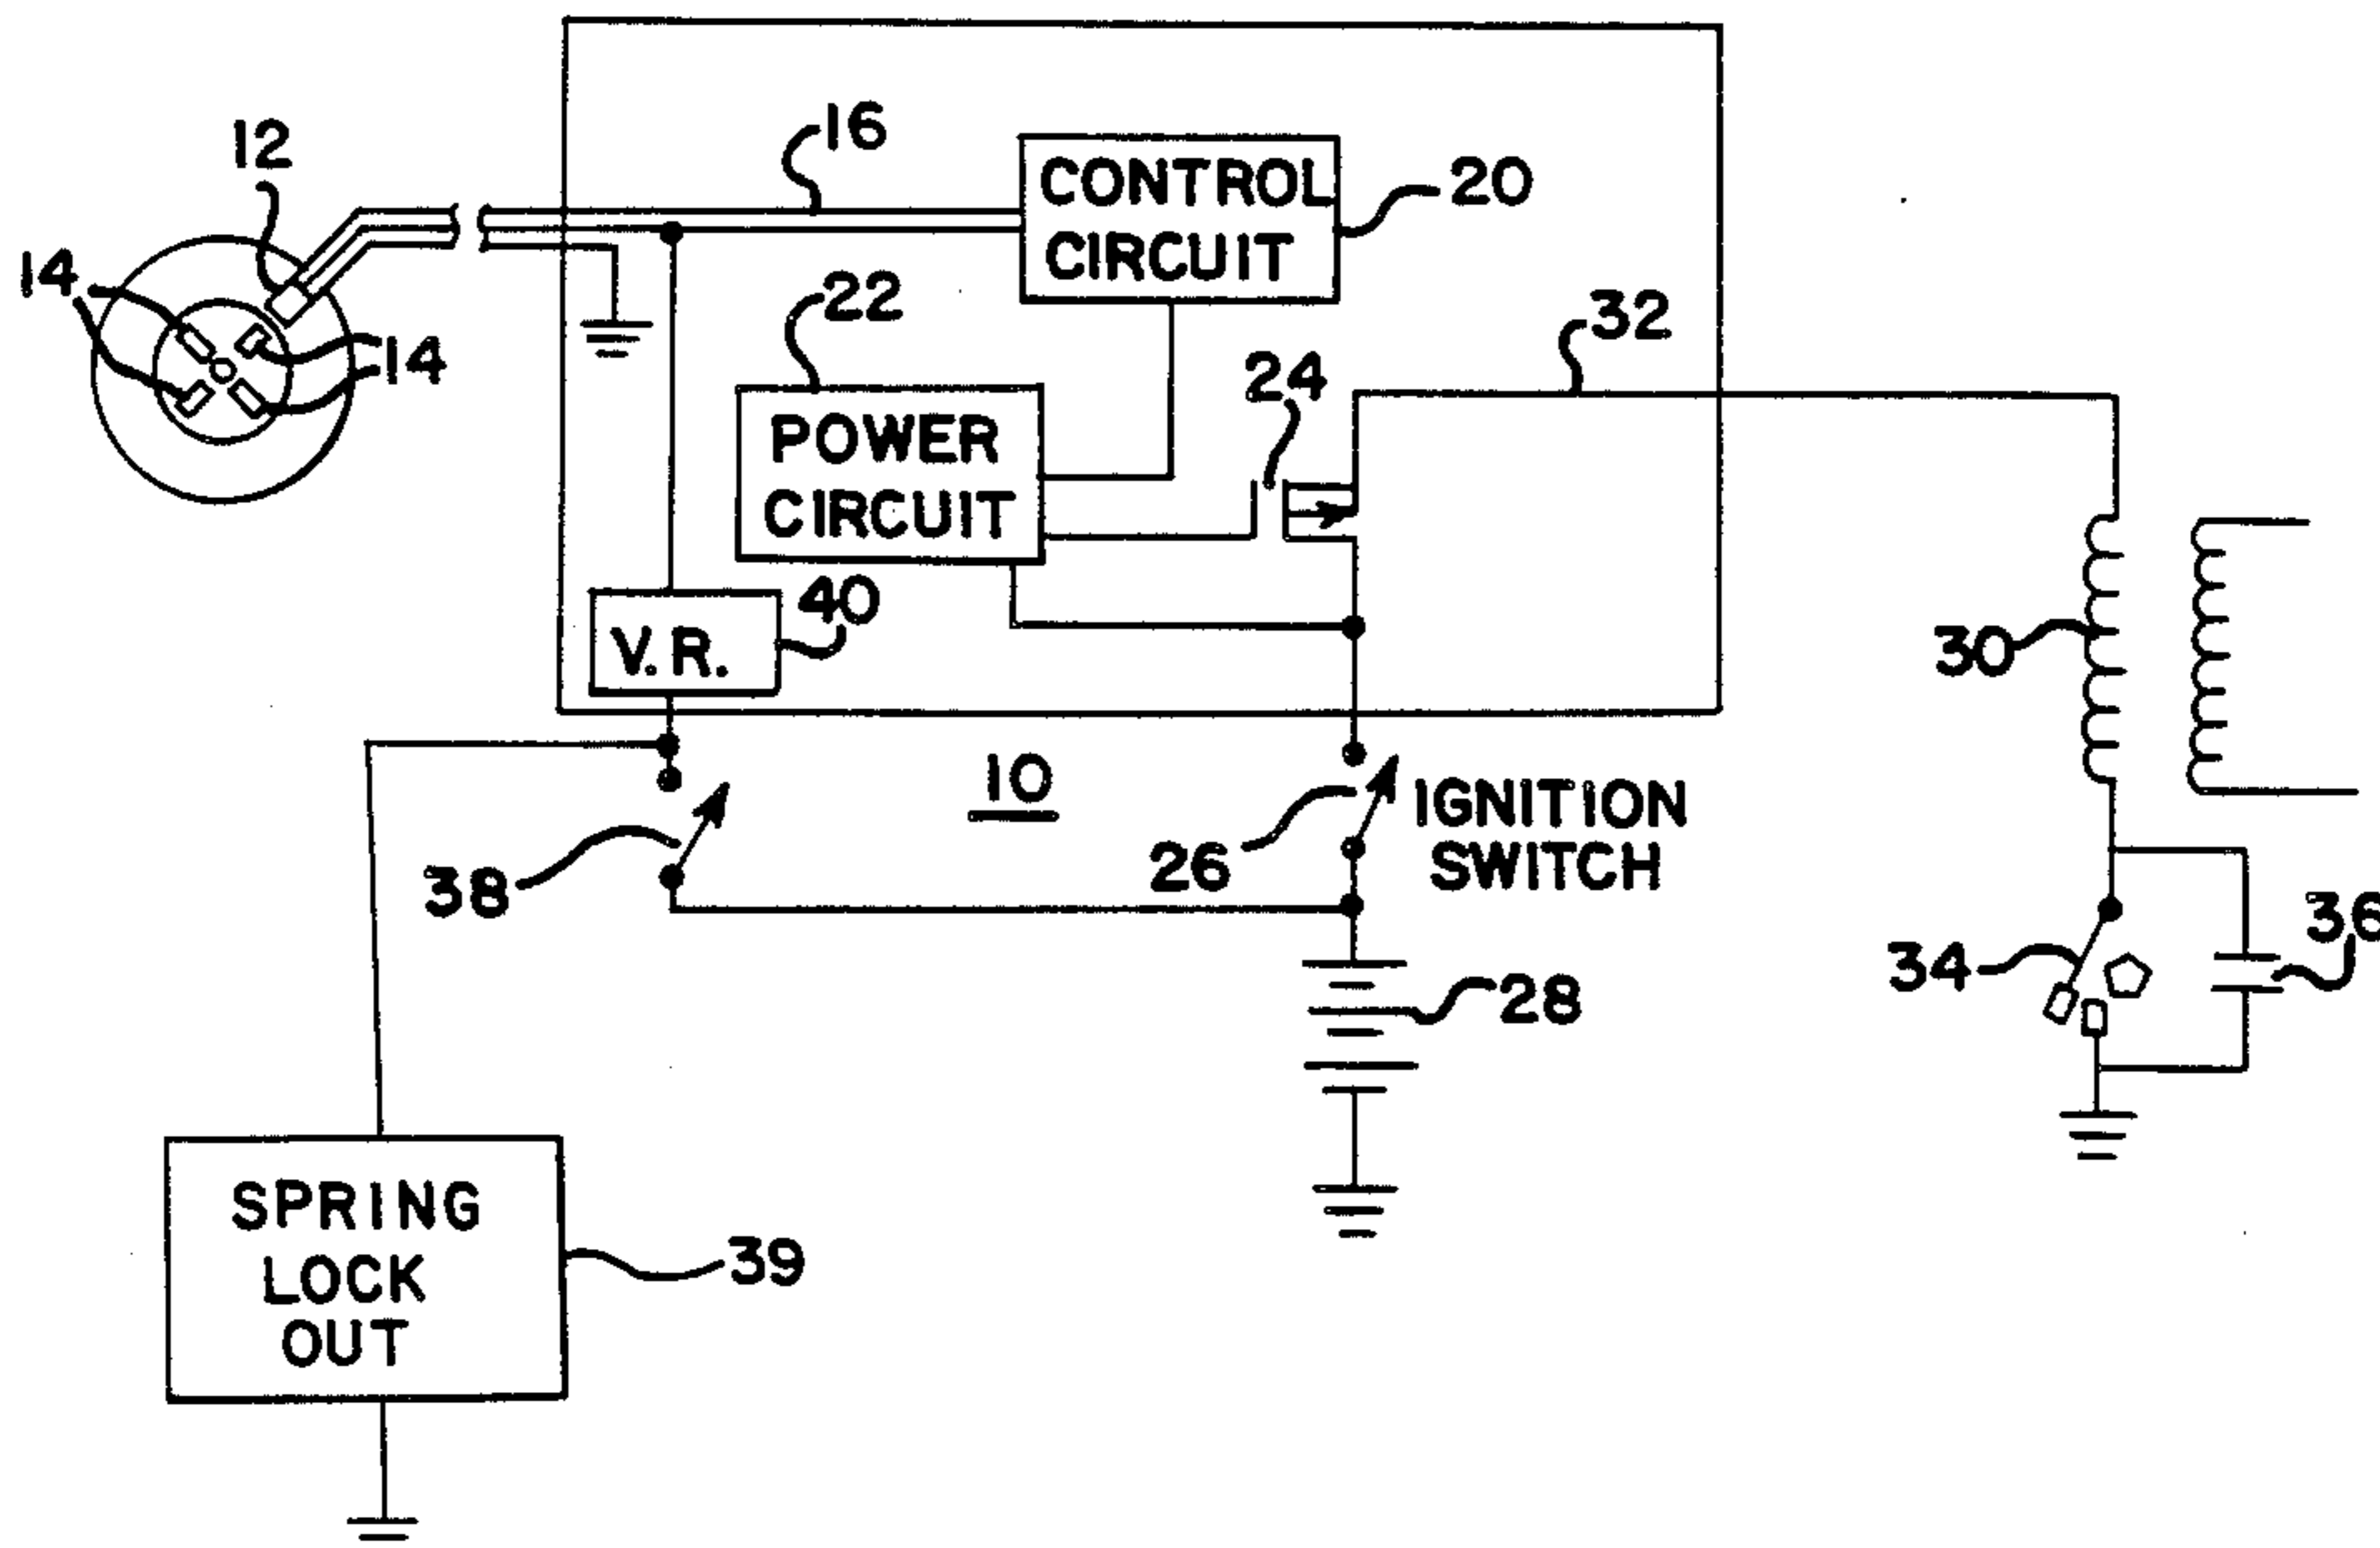 16
12
CONTROL
CIRCUIT
20
14
22
32
14
24
POWER
CIRCUIT
40
V.R.
30
10
IGNITION
SWITCH
26
38
36
34
28
SPRING
LOCK
OUT
39